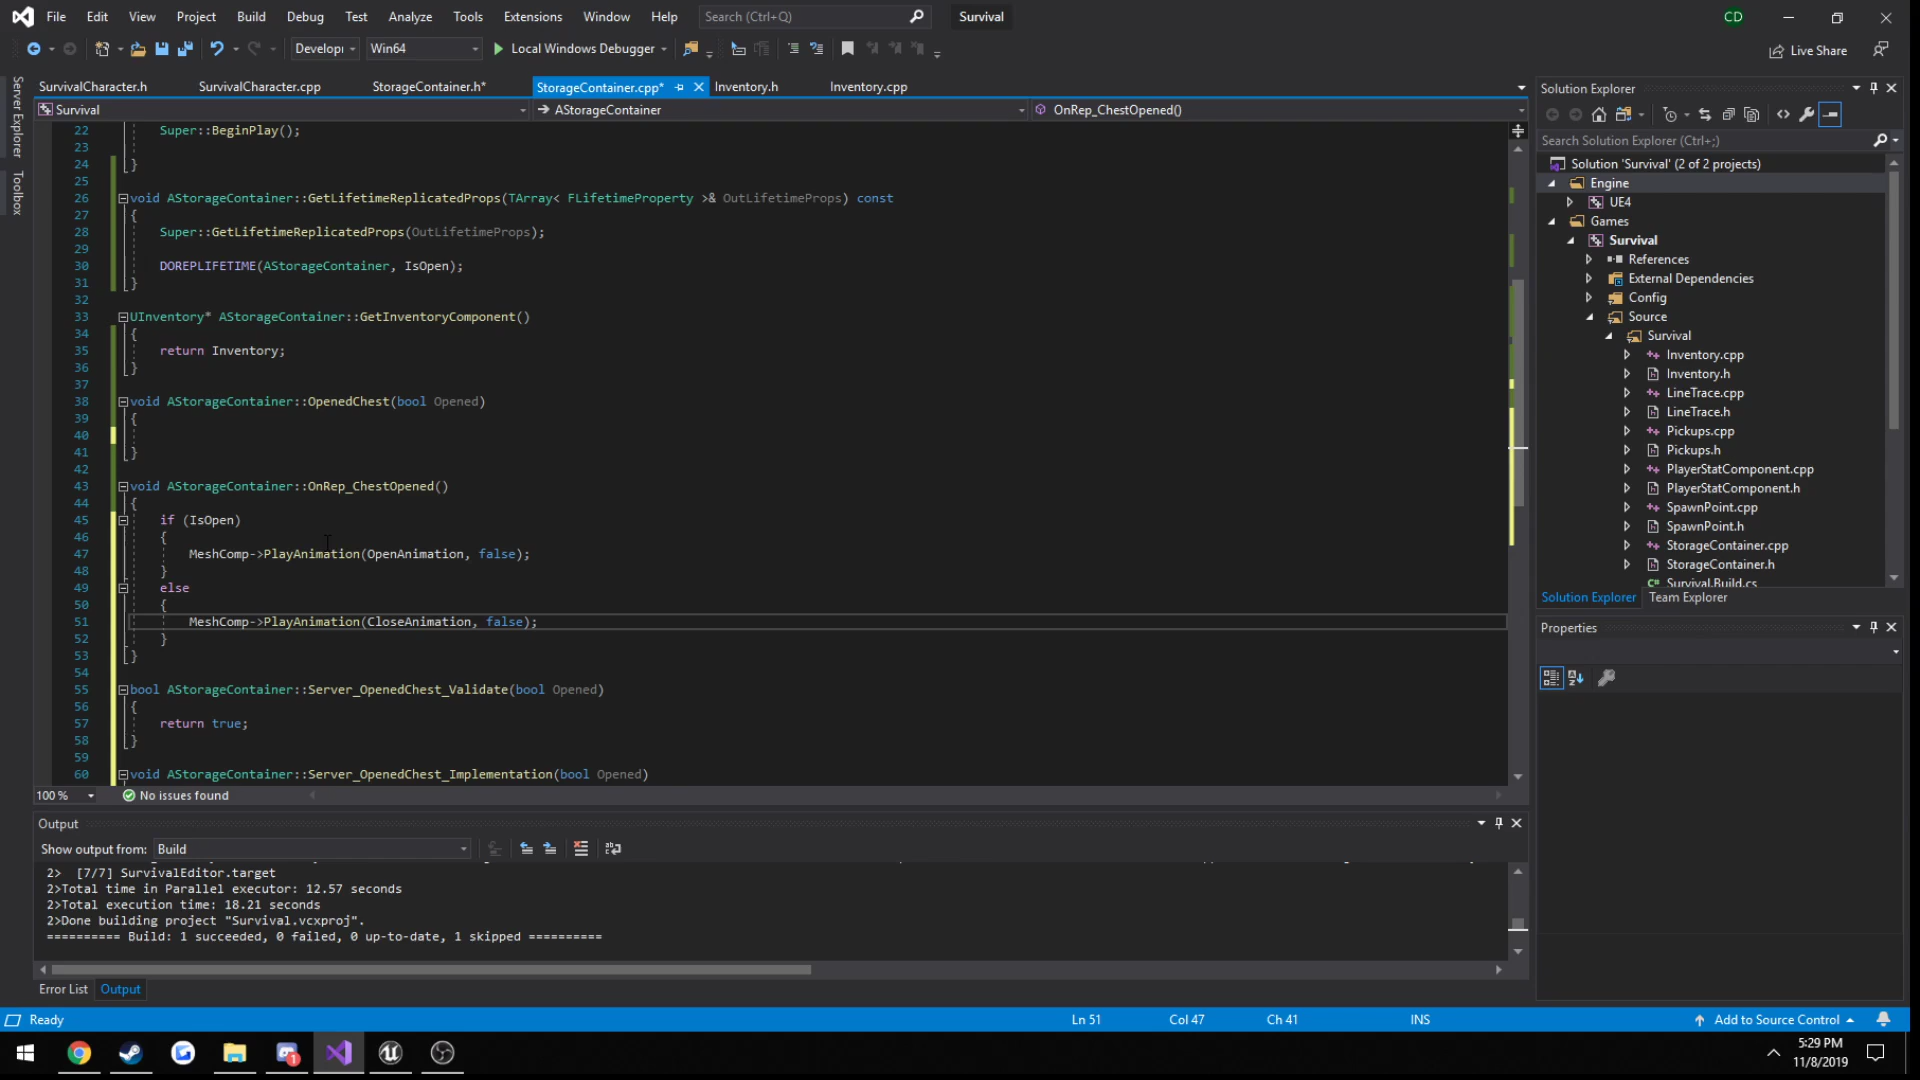 File Edit View Project Build Debug Test Analyze Tools Extensions Window Help Search (Ctrl+Q) Survival CD
Developi Win64 Local Windows Debugger Live Share
SurvivalCharacter.h SurvivalCharacter.cpp StorageContainer.h* StorageContainer.cpp* Inventory.h Inventory.cpp
Survival AStorageContainer OnRep_ChestOpened()
Server Explorer
Toolbox
22 Super::BeginPlay();
23
24 }
25
26 void AStorageContainer::GetLifetimeReplicatedProps(TArray< FLifetimeProperty >& OutLifetimeProps) const
27 {
28 Super::GetLifetimeReplicatedProps(OutLifetimeProps);
29
30 DOREPLIFETIME(AStorageContainer, IsOpen);
31 }
32
33 UInventory* AStorageContainer::GetInventoryComponent()
34 {
35 return Inventory;
36 }
37
38 void AStorageContainer::OpenedChest(bool Opened)
39 {
40
41 }
42
43 void AStorageContainer::OnRep_ChestOpened()
44 {
45 if (IsOpen)
46 {
47 MeshComp->PlayAnimation(OpenAnimation, false);
48 }
49 else
50 {
51 MeshComp->PlayAnimation(CloseAnimation, false);
52 }
53 }
54
55 bool AStorageContainer::Server_OpenedChest_Validate(bool Opened)
56 {
57 return true;
58 }
59
60 void AStorageContainer::Server_OpenedChest_Implementation(bool Opened)
100 % No issues found
Output
Show output from: Build
2> [7/7] SurvivalEditor.target
2>Total time in Parallel executor: 12.57 seconds
2>Total execution time: 18.21 seconds
2>Done building project "Survival.vcxproj".
========== Build: 1 succeeded, 0 failed, 0 up-to-date, 1 skipped ==========
Error List Output
Solution Explorer
Search Solution Explorer (Ctrl+;)
Solution 'Survival' (2 of 2 projects)
Engine
UE4
Games
Survival
References
External Dependencies
Config
Source
Survival
Inventory.cpp
Inventory.h
LineTrace.cpp
LineTrace.h
Pickups.cpp
Pickups.h
PlayerStatComponent.cpp
PlayerStatComponent.h
SpawnPoint.cpp
SpawnPoint.h
StorageContainer.cpp
StorageContainer.h
Survival.Build.cs
Solution Explorer Team Explorer
Properties
Ready Ln 51 Col 47 Ch 41 INS Add to Source Control
5:29 PM
11/8/2019